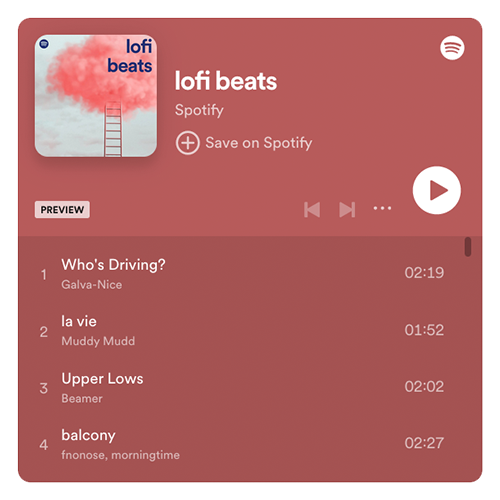 lofi
beats
lofi beats
Spotify
Save on Spotify
PREVIEW
1 Who's Driving? 02:19
Galva-Nice
2 la vie 01:52
Muddy Mudd
3 Upper Lows 02:02
Beamer
4 balcony 02:27
fnonose, morningtime